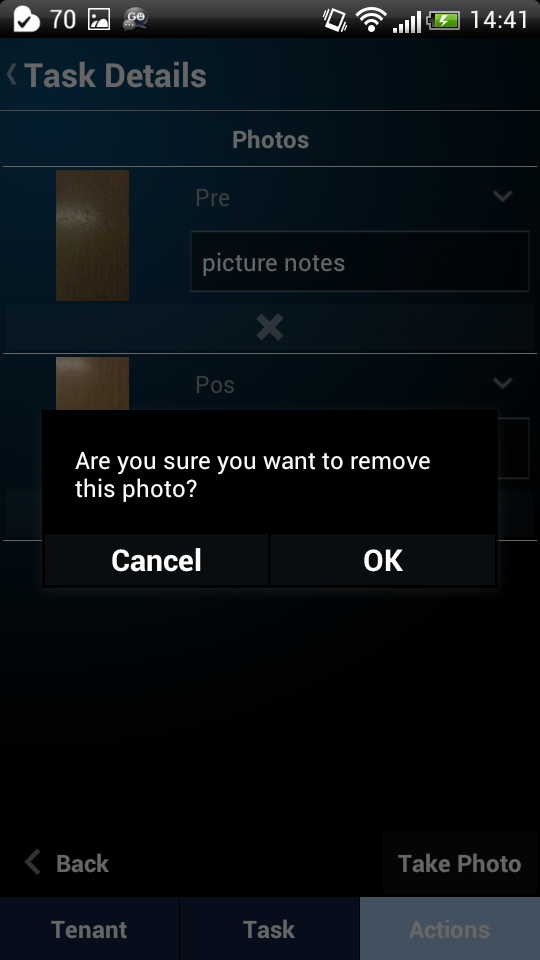 70 GO 14:41
Task Details
Photos
Pre
picture notes
Pos
Are you sure you want to remove
this photo?
Cancel OK
Back Take Photo
Tenant Task Actions